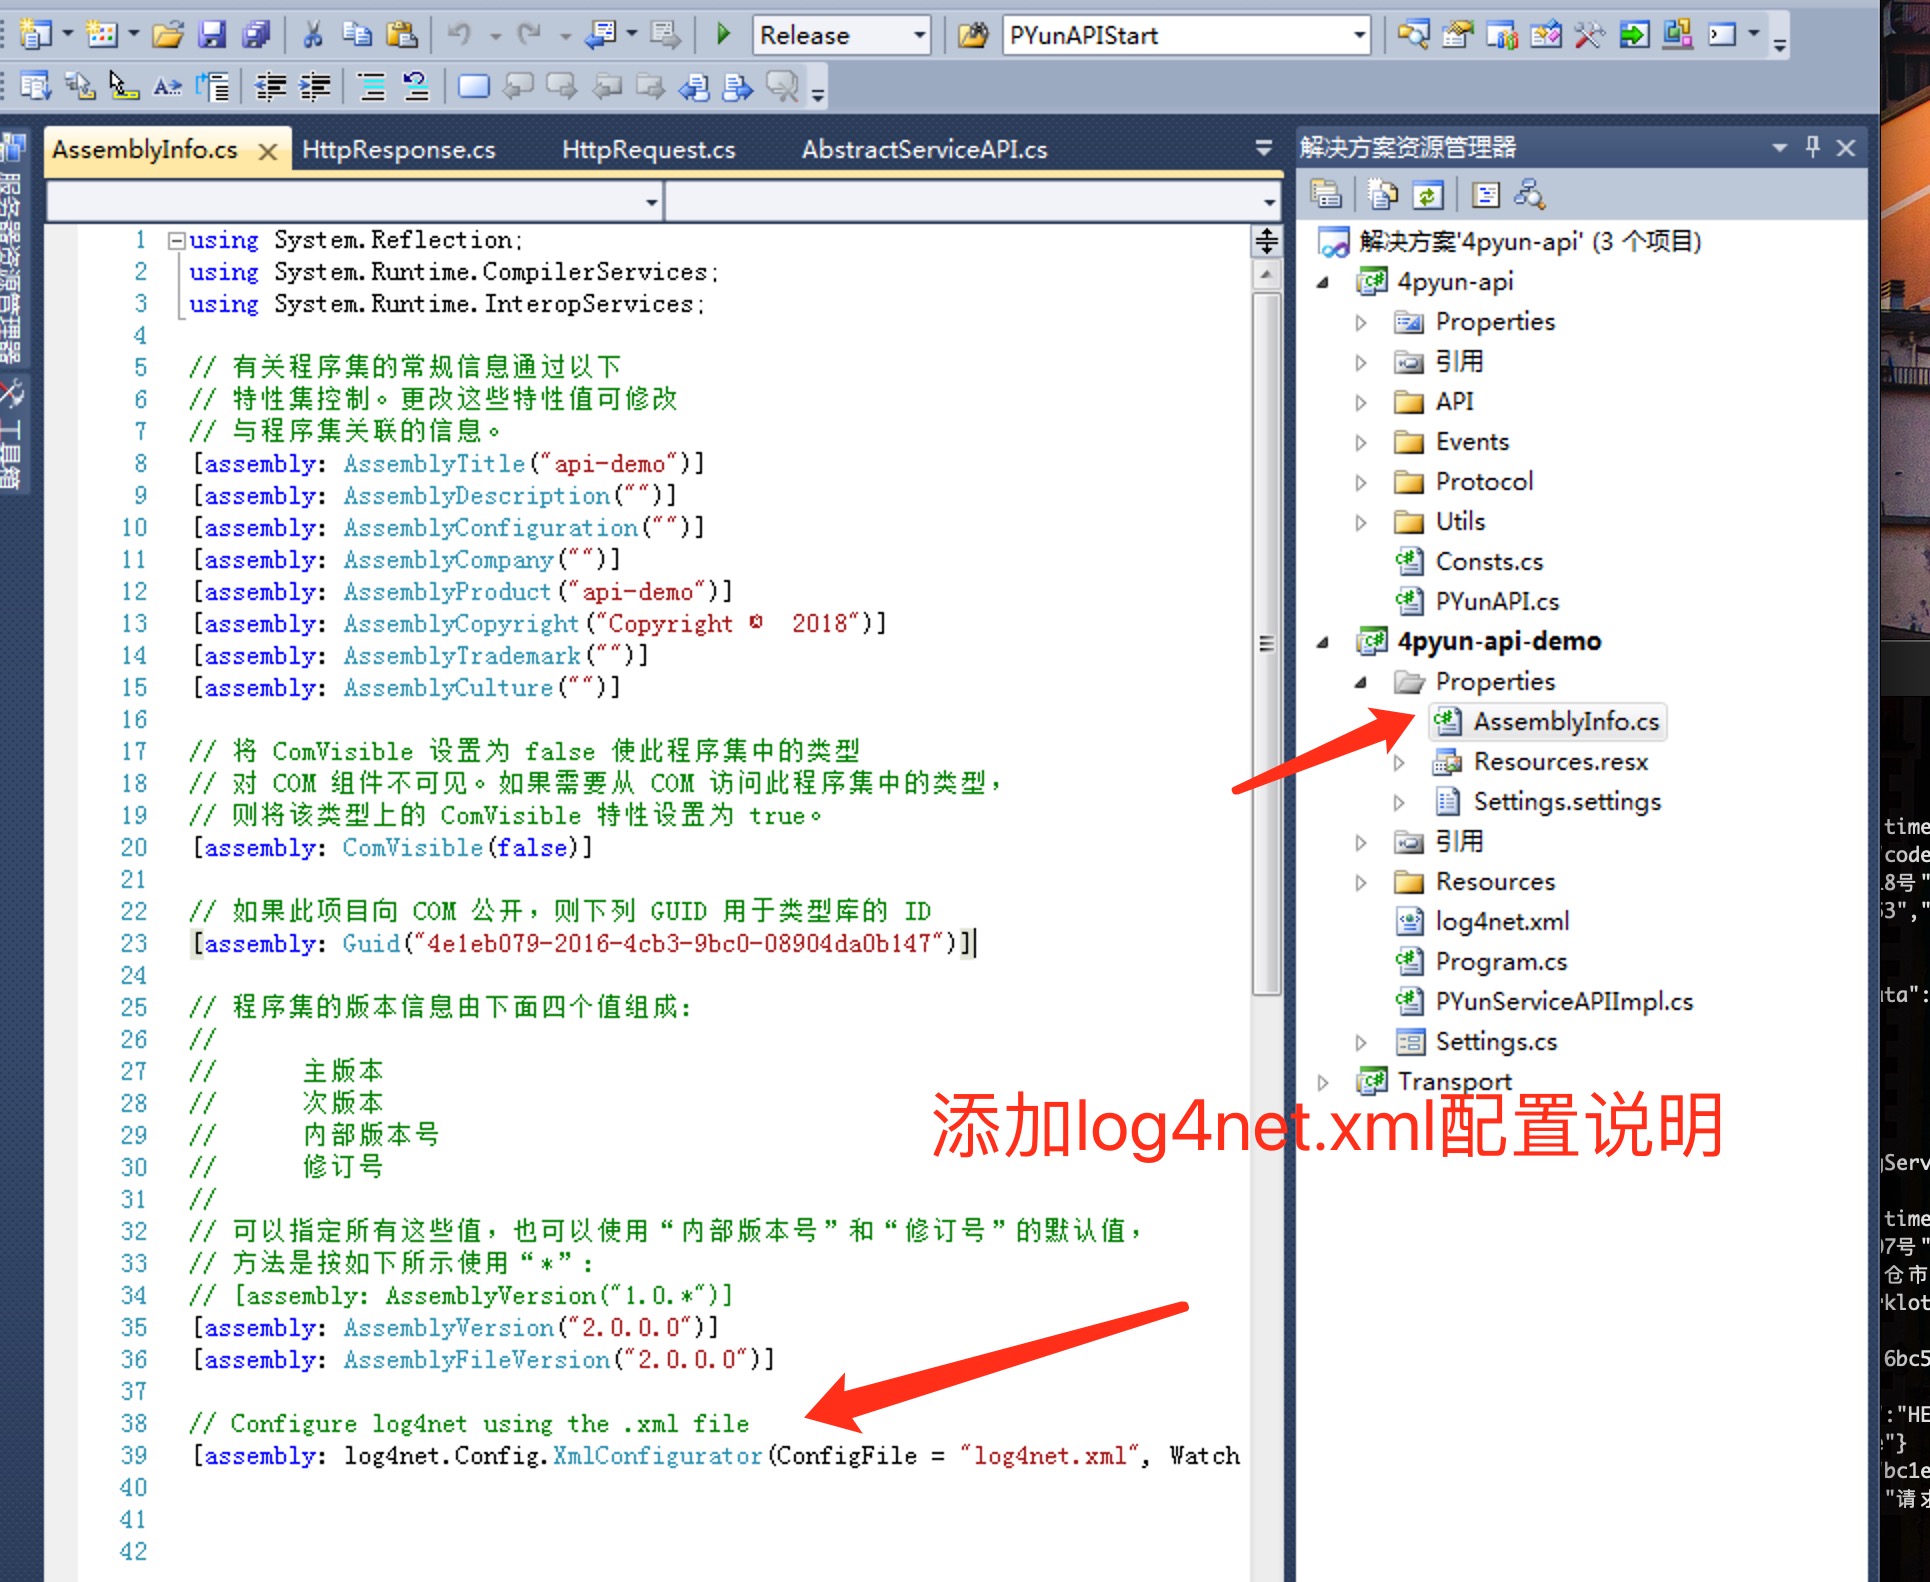 Release
PYunAPIStart
AssemblyInfo.cs
HttpResponse.cs
HttpRequest.cs
AbstractServiceAPI.cs
服务器资源管理器
工具箱
1 using System.Reflection;
2 using System.Runtime.CompilerServices;
3 using System.Runtime.InteropServices;
4
5 // 有关程序集的常规信息通过以下
6 // 特性集控制。更改这些特性值可修改
7 // 与程序集关联的信息。
8 [assembly: AssemblyTitle("api-demo")]
9 [assembly: AssemblyDescription("")]
10 [assembly: AssemblyConfiguration("")]
11 [assembly: AssemblyCompany("")]
12 [assembly: AssemblyProduct("api-demo")]
13 [assembly: AssemblyCopyright("Copyright ©  2018")]
14 [assembly: AssemblyTrademark("")]
15 [assembly: AssemblyCulture("")]
16
17 // 将 ComVisible 设置为 false 使此程序集中的类型
18 // 对 COM 组件不可见。如果需要从 COM 访问此程序集中的类型，
19 // 则将该类型上的 ComVisible 特性设置为 true。
20 [assembly: ComVisible(false)]
21
22 // 如果此项目向 COM 公开，则下列 GUID 用于类型库的 ID
23 [assembly: Guid("4e1eb079-2016-4cb3-9bc0-08904da0b147")]
24
25 // 程序集的版本信息由下面四个值组成:
26 //
27 //      主版本
28 //      次版本
29 //      内部版本号
30 //      修订号
31 //
32 // 可以指定所有这些值，也可以使用“内部版本号”和“修订号”的默认值，
33 // 方法是按如下所示使用“*”:
34 // [assembly: AssemblyVersion("1.0.*")]
35 [assembly: AssemblyVersion("2.0.0.0")]
36 [assembly: AssemblyFileVersion("2.0.0.0")]
37
38 // Configure log4net using the .xml file
39 [assembly: log4net.Config.XmlConfigurator(ConfigFile = "log4net.xml", Watch
40
41
42
添加log4net.xml配置说明
解决方案资源管理器
解决方案'4pyun-api' (3 个项目)
4pyun-api
Properties
引用
API
Events
Protocol
Utils
Consts.cs
PYunAPI.cs
4pyun-api-demo
Properties
AssemblyInfo.cs
Resources.resx
Settings.settings
引用
Resources
log4net.xml
Program.cs
PYunServiceAPIImpl.cs
Settings.cs
Transport
time
code
8号"
3","
ta":
Serv
time
7号"
仓市
klot
6bc5
:"HE
"}
bc1e
"请求